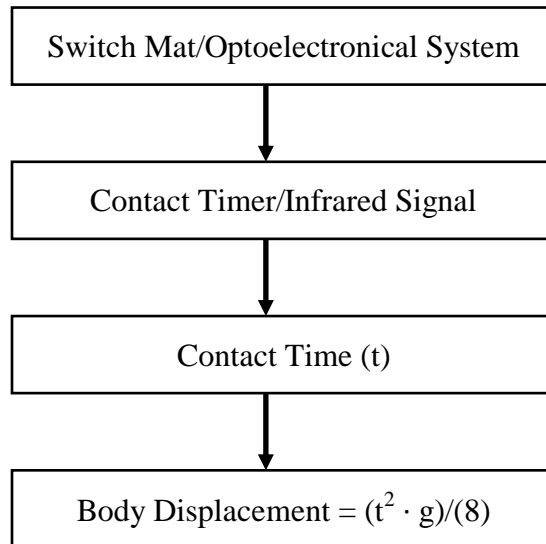 Switch Mat/Optoelectronical System
Contact Timer/Infrared Signal
Contact Time (t)
Body Displacement = (t² · g)/(8)